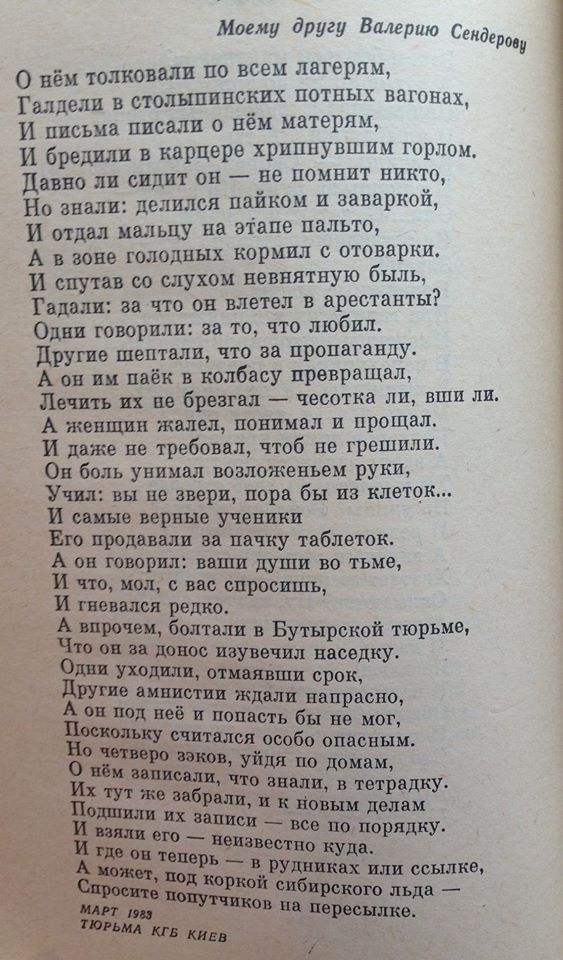 Моему другу Валерию Сендерову
О нём толковали по всем лагерям,
Галдели в столыпинских потных вагонах,
И письма писали о нём матерям,
И бредили в карцере хрипнувшим горлом.
Давно ли сидит он — не помнит никто,
Но знали: делился пайком и заваркой,
И отдал мальцу на этапе пальто,
А в зоне голодных кормил с отоварки.
И спутав со слухом невнятную быль,
Гадали: за что он влетел в арестанты?
Одни говорили: за то, что любил.
Другие шептали, что за пропаганду.
А он им паёк в колбасу превращал,
Лечить их не брезгал — чесотка ли, вши ли.
А женщин жалел, понимал и прощал.
И даже не требовал, чтоб не грешили.
Он боль унимал возложеньем руки,
Учил: вы не звери, пора бы из клеток...
И самые верные ученики
Его продавали за пачку таблеток.
А он говорил: ваши души во тьме,
И что, мол, с вас спросишь,
И гневался редко.
А впрочем, болтали в Бутырской тюрьме,
Что он за донос изувечил наседку.
Одни уходили, отмаявши срок,
Другие амнистии ждали напрасно,
А он под неё и попасть бы не мог,
Поскольку считался особо опасным.
Но четверо зэков, уйдя по домам,
О нём записали, что знали, в тетрадку.
Их тут же забрали, и к новым делам
Подшили их записи — все по порядку.
И взяли его — неизвестно куда.
И где он теперь — в рудниках или ссылке,
А может, под коркой сибирского льда —
Спросите попутчиков на пересылке.
МАРТ 1983
ТЮРЬМА КГБ КИЕВ